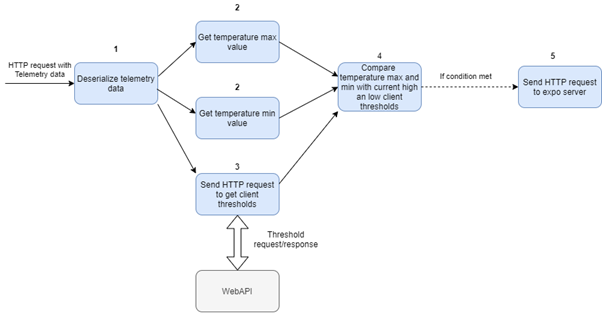 HTTP request with
Telemetry data
1
Deserialize telemetry
data
2
Get temperature max
value
2
Get temperature min
value
3
Send HTTP request
to get client
thresholds
Threshold
request/response
WebAPI
4
Compare
temperature max and
min with current high
an low client
thresholds
If condition met
5
Send HTTP request
to expo server